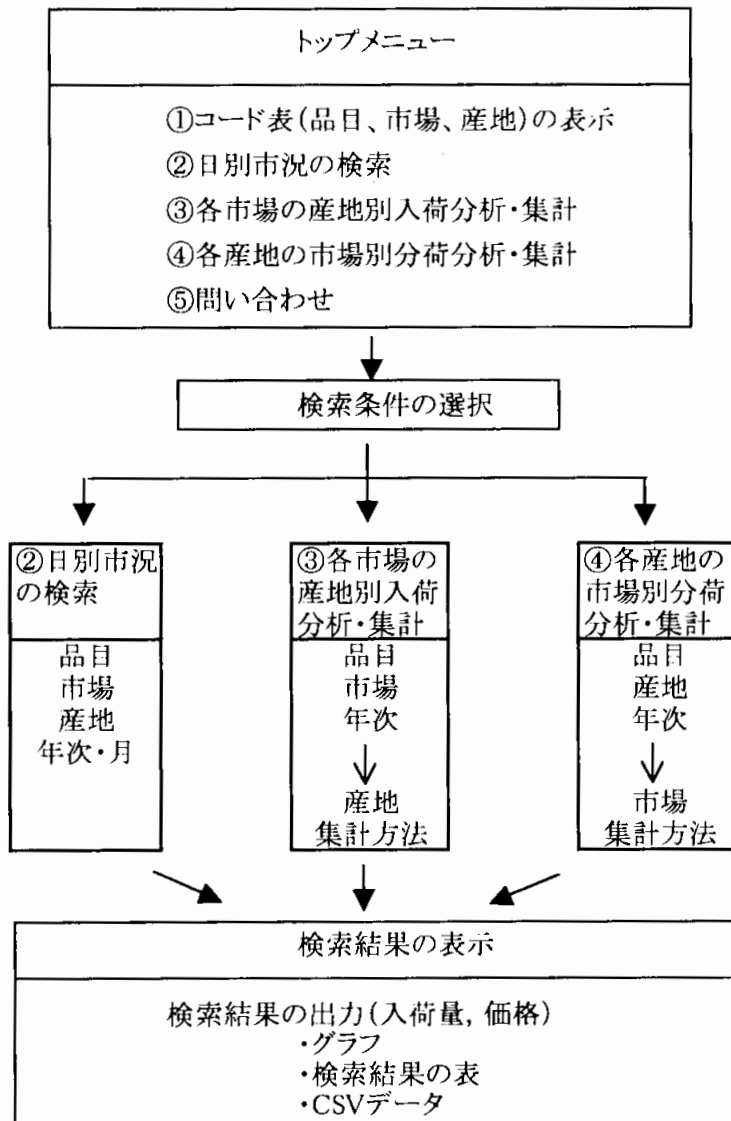 トップメニュー
①コード表(品目、市場、産地)の表示
②日別市況の検索
③各市場の産地別入荷分析・集計
④各産地の市場別分荷分析・集計
⑤問い合わせ
検索条件の選択
②日別市況
の検索
品目
市場
産地
年次・月
③各市場の
産地別入荷
分析・集計
品目
市場
年次
産地
集計方法
④各産地の
市場別分荷
分析・集計
品目
産地
年次
市場
集計方法
検索結果の表示
検索結果の出力(入荷量, 価格)
・グラフ
・検索結果の表
・CSVデータ